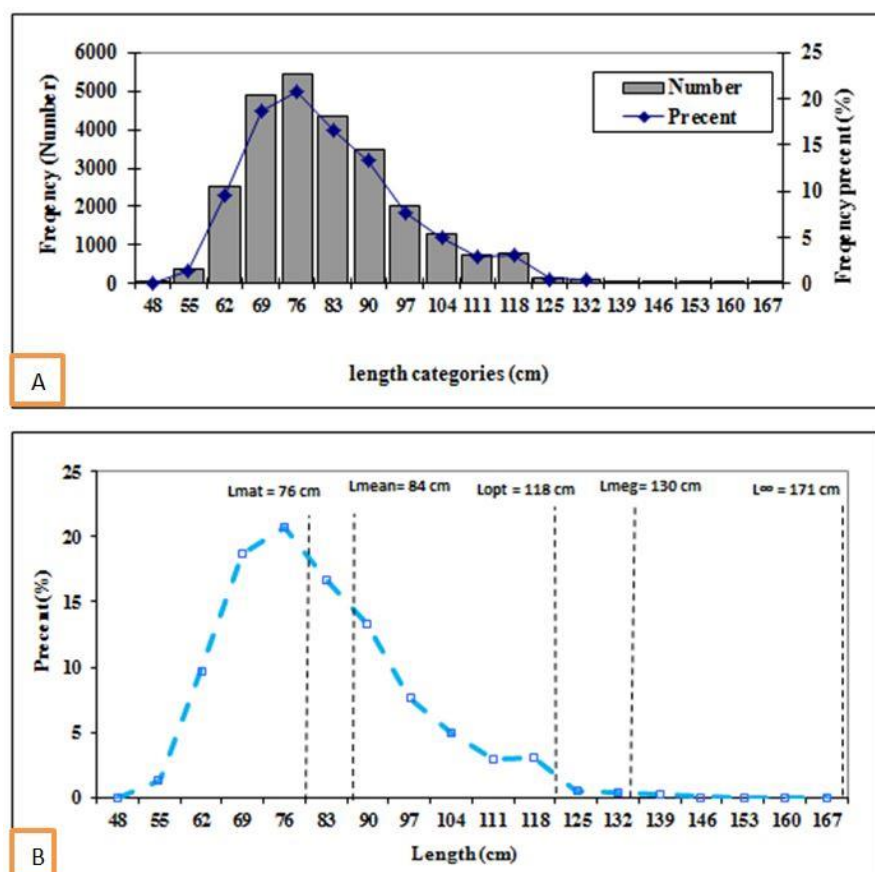 6000
5000
4000
3000
2000
1000
0
Freqency (Number)
25
20
15
10
5
0
Freqency precent(%)
Number
Precent
48 55 62 69 76 83 90 97 104 111 118 125 132 139 146 153 160 167
length categories (cm)
A
25
20
15
10
5
0
Precent(%)
Lmat = 76 cm
Lmean= 84 cm
Lopt = 118 cm
Lmeg= 130 cm
L∞ = 171 cm
48 55 62 69 76 83 90 97 104 111 118 125 132 139 146 153 160 167
Length(cm)
B